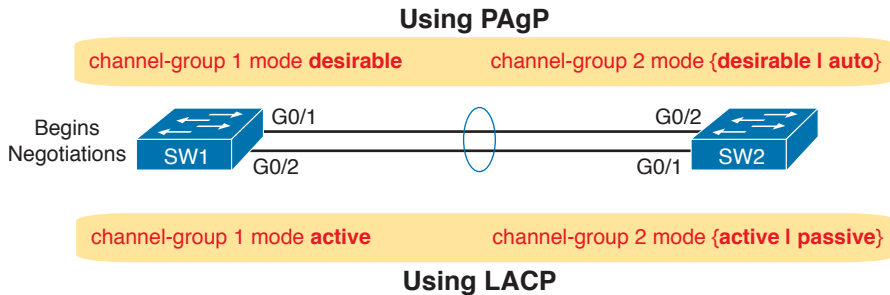 Using PAgP
channel-group 1 mode desirable
channel-group 2 mode {desirable | auto}
G0/1
G0/2
Begins
Negotiations
SW1
SW2
G0/2
G0/1
channel-group 1 mode active
channel-group 2 mode {active | passive}
Using LACP